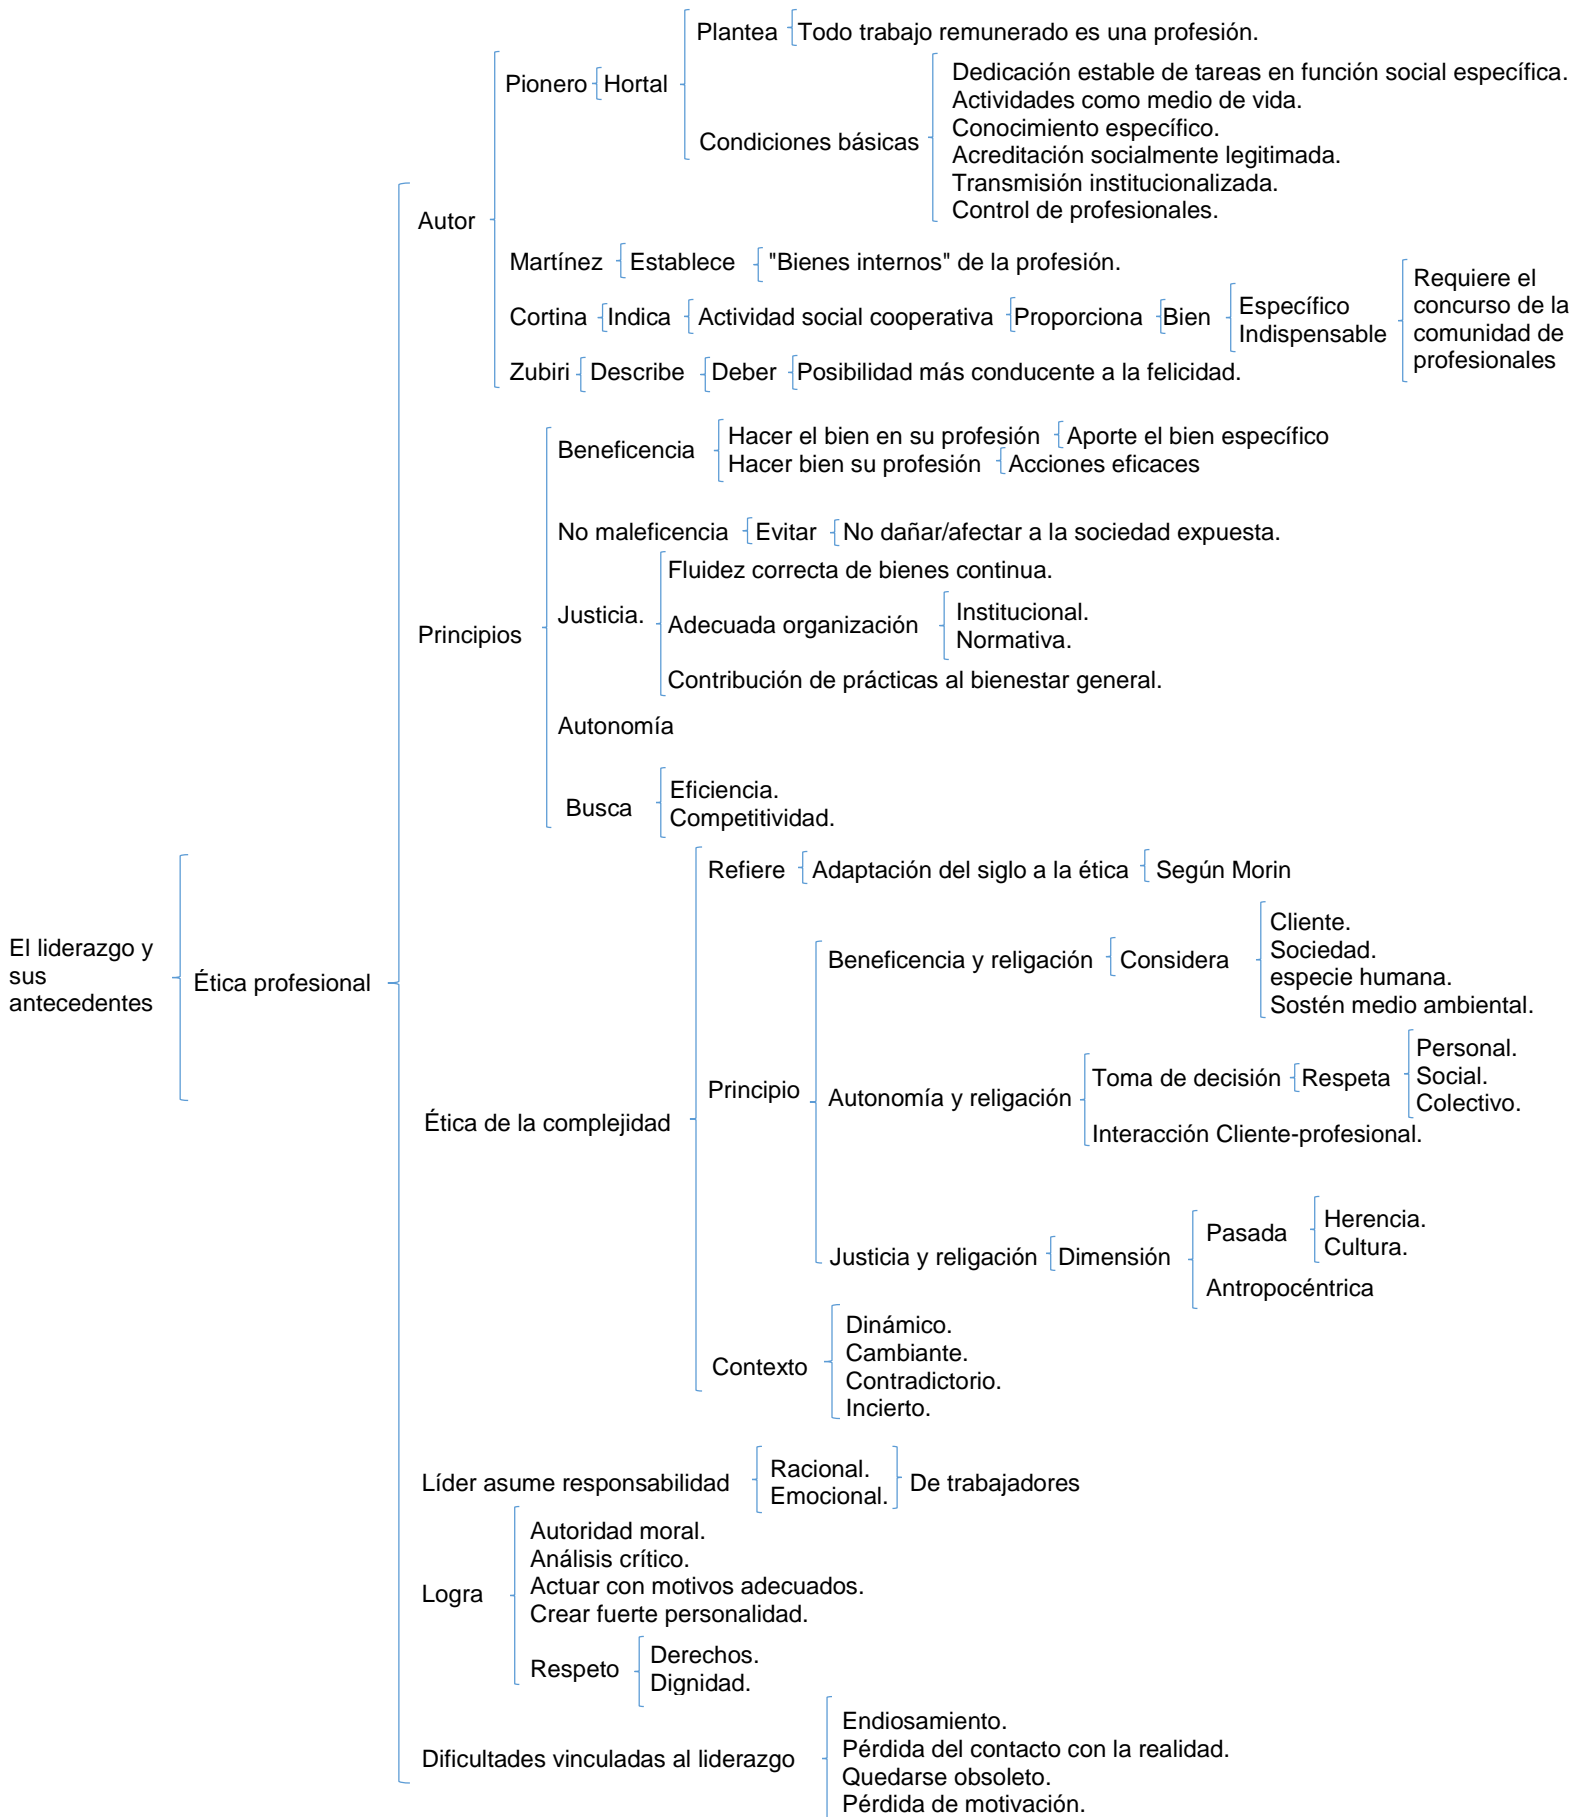 Plantea
Todo trabajo remunerado es una profesión.
Pionero
Hortal
Condiciones básicas
Dedicación estable de tareas en función social específica.
Actividades como medio de vida.
Conocimiento específico.
Acreditación socialmente legitimada.
Transmisión institucionalizada.
Control de profesionales.
Autor
Martínez
Establece
"Bienes internos" de la profesión.
Cortina
Indica
Actividad social cooperativa
Proporciona
Bien
Específico
Indispensable
Requiere el
concurso de la
comunidad de
profesionales
Zubiri
Describe
Deber
Posibilidad más conducente a la felicidad.
Beneficencia
Hacer el bien en su profesión
Aporte el bien específico
Hacer bien su profesión
Acciones eficaces
No maleficencia
Evitar
No dañar/afectar a la sociedad expuesta.
Principios
Justicia.
Fluidez correcta de bienes continua.
Adecuada organización
Institucional.
Normativa.
Contribución de prácticas al bienestar general.
Autonomía
Busca
Eficiencia.
Competitividad.
El liderazgo y
sus
antecedentes
Ética profesional
Ética de la complejidad
Refiere
Adaptación del siglo a la ética
Según Morin
Principio
Beneficencia y religación
Considera
Cliente.
Sociedad.
especie humana.
Sostén medio ambiental.
Autonomía y religación
Toma de decisión
Respeta
Personal.
Social.
Colectivo.
Interacción Cliente-profesional.
Justicia y religación
Dimensión
Pasada
Herencia.
Cultura.
Antropocéntrica
Contexto
Dinámico.
Cambiante.
Contradictorio.
Incierto.
Líder asume responsabilidad
Racional.
Emocional.
De trabajadores
Logra
Autoridad moral.
Análisis crítico.
Actuar con motivos adecuados.
Crear fuerte personalidad.
Respeto
Derechos.
Dignidad.
Dificultades vinculadas al liderazgo
Endiosamiento.
Pérdida del contacto con la realidad.
Quedarse obsoleto.
Pérdida de motivación.